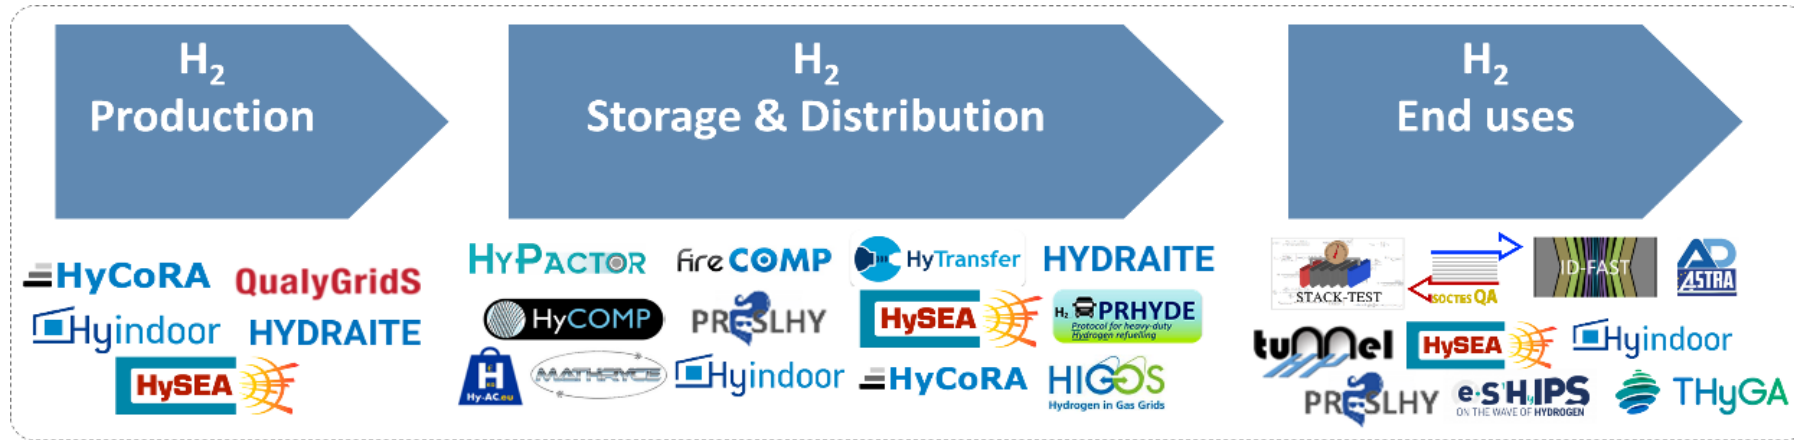 H2
Production
H2
Storage & Distribution
H2
End uses
HyCoRA
QualyGridS
Hyindoor
HYDRAITE
HySEA
HYPACTOR
fireCOMP
HyTransfer
HYDRAITE
HyCOMP
PRESLHY
HySEA
H2 PRHYDE
Protocol for heavy-duty
Hydrogen refuelling
H
Hy-AC.eu
MATHRYCE
Hyindoor
HyCoRA
HIGGS
Hydrogen in Gas Grids
STACK-TEST
SOCTES QA
ID-FAST
AD
ASTRA
tunnel
HySEA
Hyindoor
PRESLHY
e-SHyIPS
ON THE WAVE OF HYDROGEN
THyGA